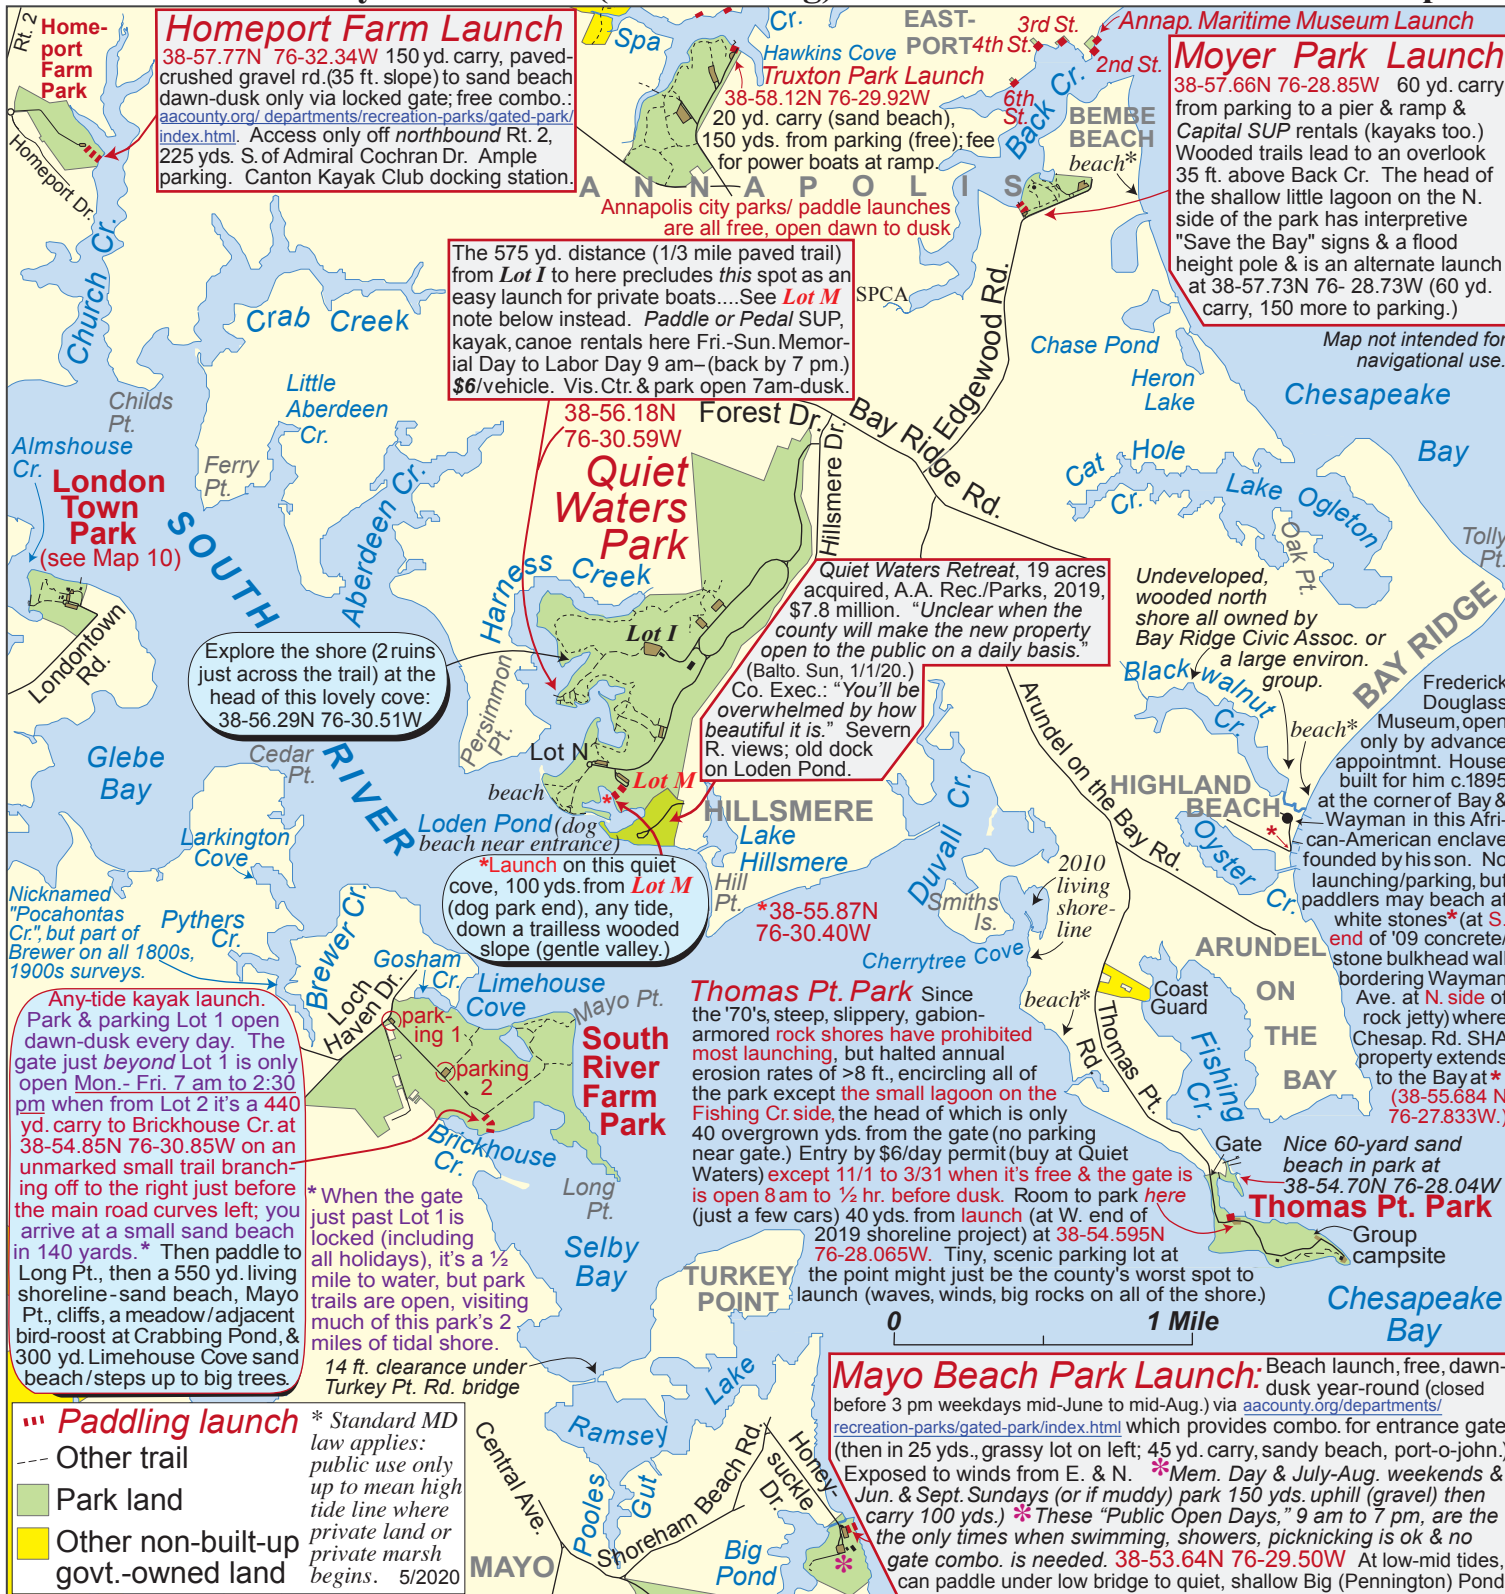 Rt. 2
Home-
port
Farm
Park
Homeport Farm Launch
38-57.77N 76-32.34W 150 yd. carry, paved-
crushed gravel rd.(35 ft. slope) to sand beach
dawn-dusk only via locked gate; free combo.:
aacounty.org/ departments/recreation-parks/gated-park/
index.html. Access only off northbound Rt. 2,
225 yds. S. of Admiral Cochran Dr. Ample
parking. Canton Kayak Club docking station.
Homeport Dr.
Church Cr.
Spa
Cr.
Hawkins Cove
EAST-
PORT
4th St.
3rd St.
Annap. Maritime Museum Launch
2nd St.
6th
St.
Back Cr.
Truxton Park Launch
38-58.12N 76-29.92W
20 yd. carry (sand beach),
150 yds. from parking (free); fee
for power boats at ramp.
ANNAPOLIS
Annapolis city parks/ paddle launches
are all free, open dawn to dusk
BEMBE
BEACH
beach*
Moyer Park Launch
38-57.66N 76-28.85W 60 yd. carry
from parking to a pier & ramp &
Capital SUP rentals (kayaks too.)
Wooded trails lead to an overlook
35 ft. above Back Cr. The head of
the shallow little lagoon on the N.
side of the park has interpretive
"Save the Bay" signs & a flood
height pole & is an alternate launch
at 38-57.73N 76- 28.73W (60 yd.
carry, 150 more to parking.)
Map not intended for
navigational use.
The 575 yd. distance (1/3 mile paved trail)
from Lot I to here precludes this spot as an
easy launch for private boats....See Lot M
note below instead. Paddle or Pedal SUP,
kayak, canoe rentals here Fri.-Sun. Memor-
ial Day to Labor Day 9 am– (back by 7 pm.)
$6/vehicle. Vis. Ctr. & park open 7am-dusk.
SPCA
Edgewood Rd.
Crab Creek
Little
Aberdeen
Cr.
Childs
Pt.
Almshouse
Cr.
Ferry
Pt.
London
Town
Park
(see Map 10)
Londontown
Rd.
SOUTH
RIVER
Aberdeen Cr.
38-56.18N
76-30.59W
Quiet
Waters
Park
Forest Dr.
Bay Ridge Rd.
Hillsmere Dr.
Chase Pond
Heron
Lake
Chesapeake
Bay
Cat Hole
Cr.
Lake Ogleton
Oak Pt.
Tolly
Pt.
BAY RIDGE
Harness Creek
Lot I
Persimmon
Pt.
Explore the shore (2 ruins
just across the trail) at the
head of this lovely cove:
38-56.29N 76-30.51W
Quiet Waters Retreat, 19 acres
acquired, A.A. Rec./Parks, 2019,
$7.8 million. “Unclear when the
county will make the new property
open to the public on a daily basis.”
(Balto. Sun, 1/1/20.)
Co. Exec.: “You'll be
overwhelmed by how
beautiful it is.” Severn
R. views; old dock
on Loden Pond.
Undeveloped,
wooded north
shore all owned by
Bay Ridge Civic Assoc. or
a large environ.
group.
Blackwalnut
Cr.
beach*
Glebe
Bay
Cedar
Pt.
Lot N
Lot M
beach
*
Loden Pond (dog
beach near entrance)
HILLSMERE
Lake
Hillsmere
Hill
Pt.
*38-55.87N
76-30.40W
*Launch on this quiet
cove, 100 yds. from Lot M
(dog park end), any tide,
down a trailless wooded
slope (gentle valley.)
Duvall Cr.
Smiths
Is.
2010
living
shore-
line
Cherrytree Cove
beach*
Arundel on the Bay Rd.
HIGHLAND
BEACH
*
Oyster
Cr.
Frederick
Douglass
Museum, open
only by advance
appointmnt. House
built for him c.1895
at the corner of Bay &
Wayman in this Afri-
can-American enclave
founded by his son. No
launching/parking, but
paddlers may beach at
white stones* (at S.
end of '09 concrete/
stone bulkhead wall
bordering Wayman
Ave. at N. side of
rock jetty) where
Chesap. Rd. SHA
property extends
to the Bay at *
(38-55.684 N
76-27.833W.)
ARUNDEL
ON
THE
BAY
Larkington
Cove
Nicknamed
"Pocahontas
Cr.", but part of
Brewer on all 1800s,
1900s surveys.
Pythers
Cr.
Brewer Cr.
Gosham
Cr.
Loch
Haven Dr.
Limehouse
Cove
Mayo Pt.
park-
ing 1
parking
2
South
River
Farm
Park
Brickhouse
Cr.
Any-tide kayak launch.
Park & parking Lot 1 open
dawn-dusk every day. The
gate just beyond Lot 1 is only
open Mon.- Fri. 7 am to 2:30
pm when from Lot 2 it's a 440
yd. carry to Brickhouse Cr. at
38-54.85N 76-30.85W on an
unmarked small trail branch-
ing off to the right just before
the main road curves left; you
arrive at a small sand beach
in 140 yards.* Then paddle to
Long Pt., then a 550 yd. living
shoreline - sand beach, Mayo
Pt., cliffs, a meadow/adjacent
bird-roost at Crabbing Pond, &
300 yd. Limehouse Cove sand
beach/steps up to big trees.
* When the gate
just past Lot 1 is
locked (including
all holidays), it's a ½
mile to water, but park
trails are open, visiting
much of this park's 2
miles of tidal shore.
14 ft. clearance under
Turkey Pt. Rd. bridge
Long
Pt.
Selby
Bay
TURKEY
POINT
Thomas Pt. Park Since
the '70's, steep, slippery, gabion-
armored rock shores have prohibited
most launching, but halted annual
erosion rates of >8 ft., encircling all of
the park except the small lagoon on the
Fishing Cr. side, the head of which is only
40 overgrown yds. from the gate (no parking
near gate.) Entry by $6/day permit (buy at Quiet
Waters) except 11/1 to 3/31 when it's free & the gate is
is open 8 am to ½ hr. before dusk. Room to park here
(just a few cars) 40 yds. from launch (at W. end of
2019 shoreline project) at 38-54.595N
76-28.065W. Tiny, scenic parking lot at
the point might just be the county's worst spot to
launch (waves, winds, big rocks on all of the shore.)
Coast
Guard
Thomas Pt.
Rd.
Fishing
Cr.
Gate
Nice 60-yard sand
beach in park at
38-54.70N 76-28.04W
Thomas Pt. Park
Group
campsite
Chesapeake
Bay
0 1 Mile
Paddling launch
Other trail
Park land
Other non-built-up
govt.-owned land
* Standard MD
law applies:
public use only
up to mean high
tide line where
private land or
private marsh
begins. 5/2020
Lake
Ramsey
Central Ave.
Pooles
Gut
Shoreham Beach Rd.
Honey-
suckle
Dr.
MAYO
Big
Pond
*
Mayo Beach Park Launch: Beach launch, free, dawn-
dusk year-round (closed
before 3 pm weekdays mid-June to mid-Aug.) via aacounty.org/departments/
recreation-parks/gated-park/index.html which provides combo. for entrance gate
(then in 25 yds., grassy lot on left; 45 yd. carry, sandy beach, port-o-john.)
Exposed to winds from E. & N. *Mem. Day & July-Aug. weekends &
Jun. & Sept. Sundays (or if muddy) park 150 yds. uphill (gravel) then
carry 100 yds.) *These “Public Open Days,” 9 am to 7 pm, are the
the only times when swimming, showers, picknicking is ok & no
gate combo. is needed. 38-53.64N 76-29.50W At low-mid tides,
can paddle under low bridge to quiet, shallow Big (Pennington) Pond